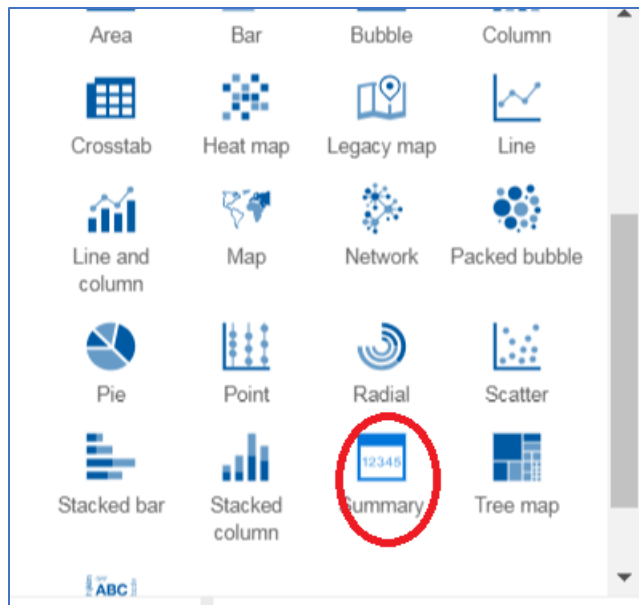 Area Bar Bubble Column
Crosstab Heat map Legacy map Line
Line and Map Network Packed bubble
column
Pie Point Radial Scatter
12345
Stacked bar Stacked Summary Tree map
column
ABC